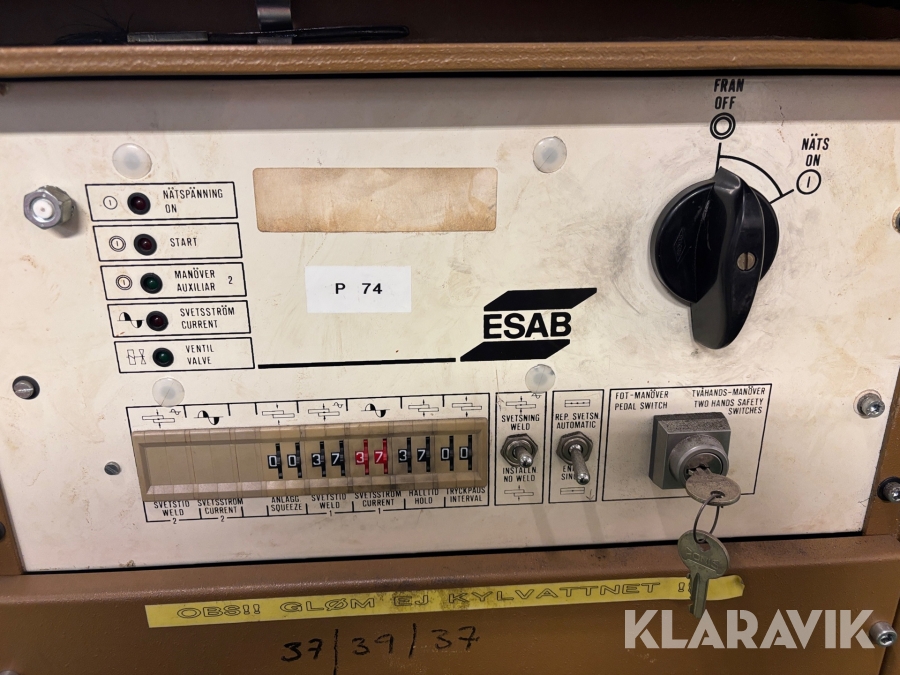 FRÅN
OFF
NÄTS
ON
NÄTSPÄNNING
ON
START
MANÖVER
AUXILIAR 2
SVETSSTRÖM
CURRENT
VENTIL
VALVE
P 74
ESAB
FOT-MANÖVER
PEDAL SWITCH
TVÅHANDS-MANÖVER
TWO HANDS SAFETY
SWITCHES
SVETSNING
WELD
INSTÄLLN
NO WELD
REP. SVETSN.
AUTOMATIC
0 0 3 7 3 7 3 7 0 0
SVETSTID
WELD
2
SVETSSTRÖM
CURRENT
2
ANLÄGG
SQUEEZE
SVETSTID
WELD
1
SVETSSTRÖM
CURRENT
1
HÅLLTID
HOLD
TRYCKPAUS
INTERVAL
OBS!! GLØM EJ KYLVATTNET !!
37/39/37
KLARAVIK